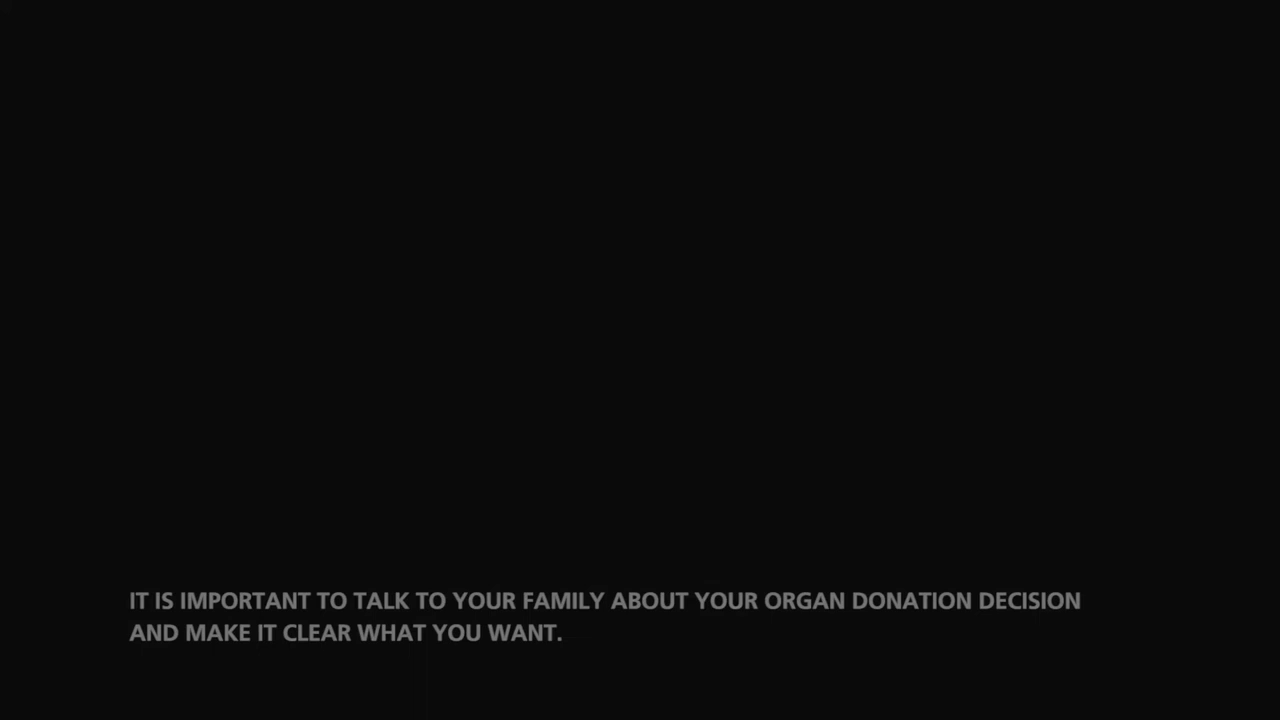 IT IS IMPORTANT TO TALK TO YOUR FAMILY ABOUT YOUR ORGAN DONATION DECISION
AND MAKE IT CLEAR WHAT YOU WANT.